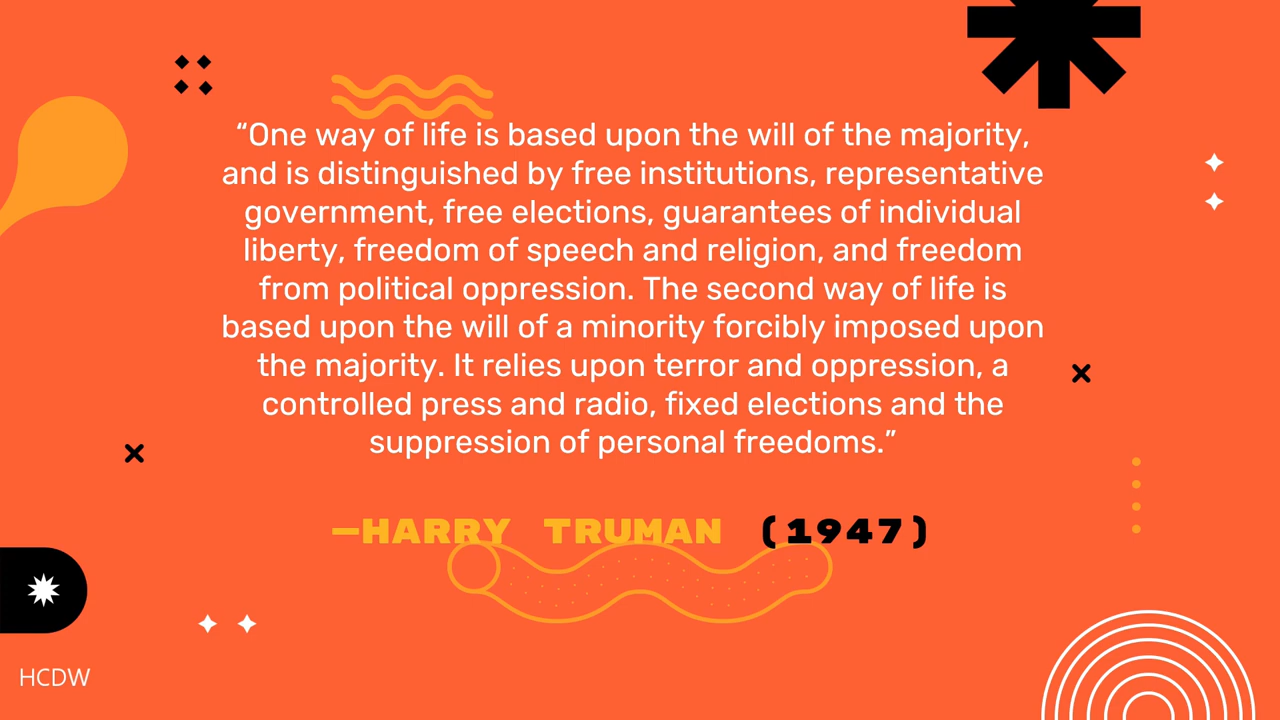 “One way of life is based upon the will of the majority,
and is distinguished by free institutions, representative
government, free elections, guarantees of individual
liberty, freedom of speech and religion, and freedom
from political oppression. The second way of life is
based upon the will of a minority forcibly imposed upon
the majority. It relies upon terror and oppression, a
controlled press and radio, fixed elections and the
suppression of personal freedoms.”
—HARRY TRUMAN (1947)
HCDW